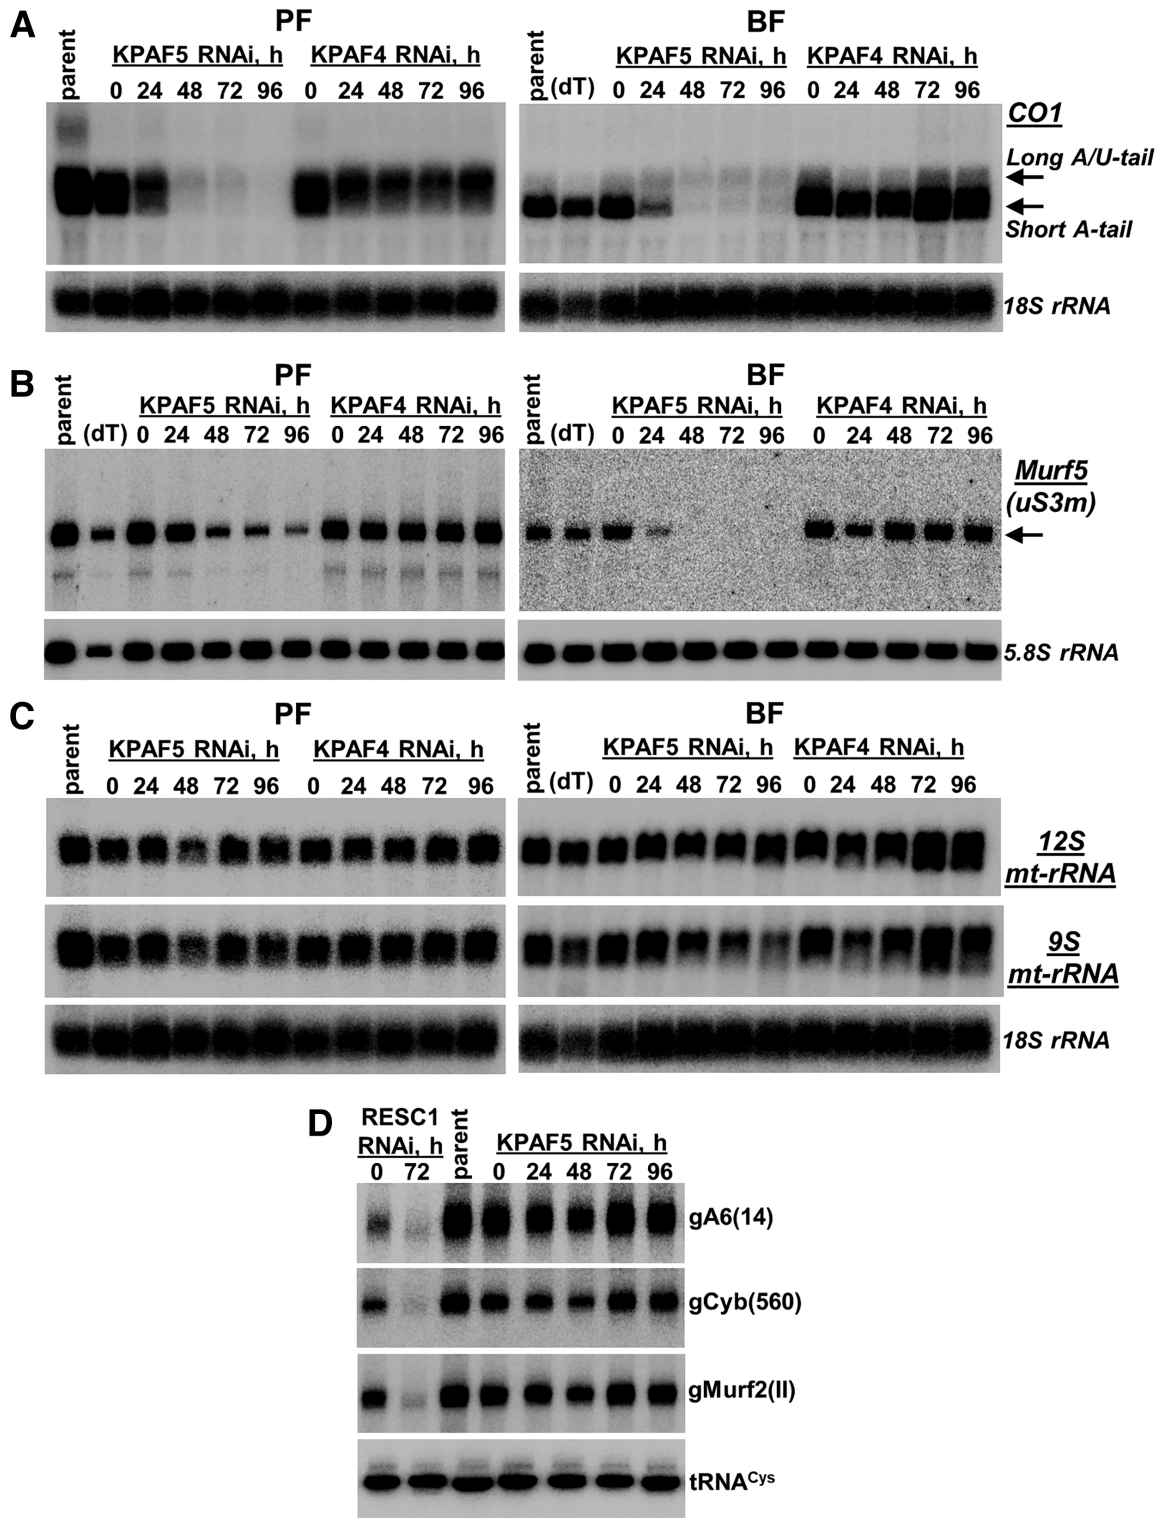 A
PF
BF
parent
KPAF5 RNAi, h
KPAF4 RNAi, h
parent
KPAF5 RNAi, h
KPAF4 RNAi, h
0 24 48 72 96 0 24 48 72 96
(dT) 0 24 48 72 96 0 24 48 72 96
CO1
Long A/U-tail
Short A-tail
18S rRNA
B
PF
BF
parent
KPAF5 RNAi, h
KPAF4 RNAi, h
parent
KPAF5 RNAi, h
KPAF4 RNAi, h
(dT) 0 24 48 72 96 0 24 48 72 96
(dT) 0 24 48 72 96 0 24 48 72 96
Murf5
(uS3m)
5.8S rRNA
C
PF
BF
parent
KPAF5 RNAi, h
KPAF4 RNAi, h
parent
KPAF5 RNAi, h
KPAF4 RNAi, h
0 24 48 72 96 0 24 48 72 96
(dT) 0 24 48 72 96 0 24 48 72 96
12S
mt-rRNA
9S
mt-rRNA
18S rRNA
D
RESC1
RNAi, h
parent
KPAF5 RNAi, h
0 72 0 24 48 72 96
gA6(14)
gCyb(560)
gMurf2(II)
tRNACys